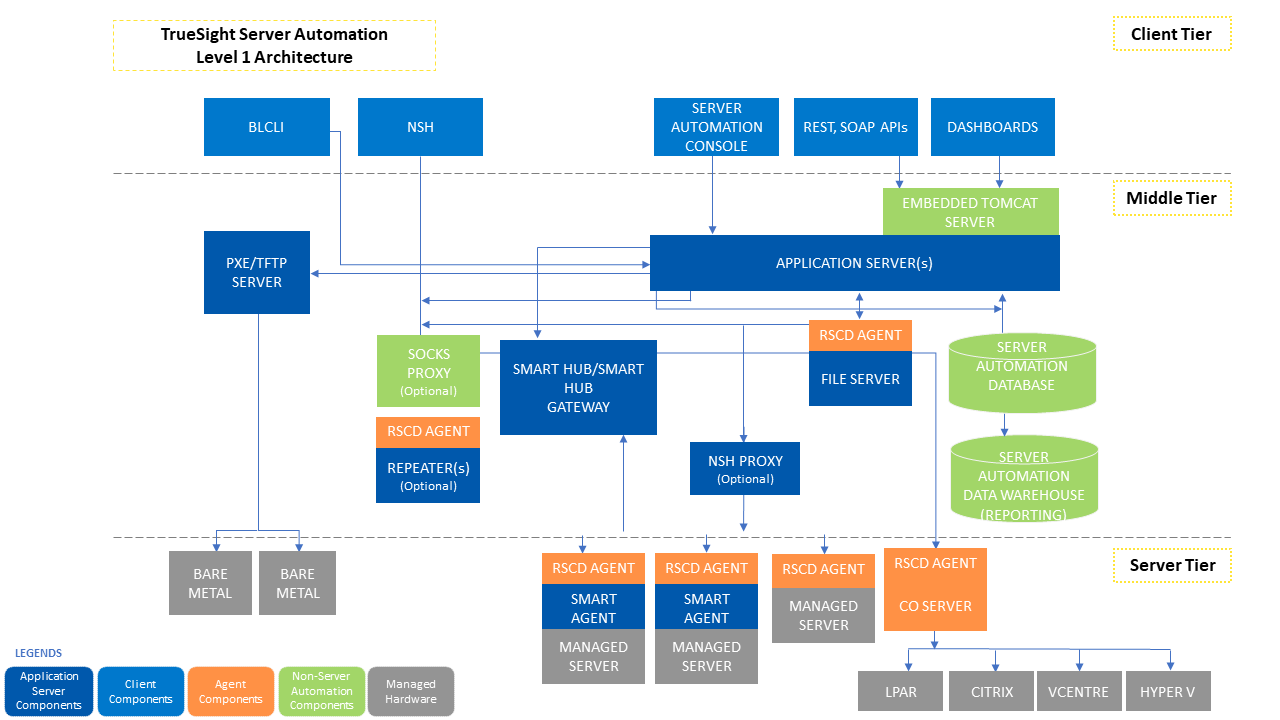 TrueSight Server Automation
Level 1 Architecture
Client Tier
BLCLI
NSH
SERVER
AUTOMATION
CONSOLE
REST, SOAP APIs
DASHBOARDS
Middle Tier
EMBEDDED TOMCAT
SERVER
PXE/TFTP
SERVER
APPLICATION SERVER(s)
SOCKS
PROXY
(Optional)
SMART HUB/SMART
HUB
GATEWAY
RSCD AGENT
FILE SERVER
SERVER
AUTOMATION
DATABASE
RSCD AGENT
REPEATER(s)
(Optional)
NSH PROXY
(Optional)
SERVER
AUTOMATION
DATA WAREHOUSE
(REPORTING)
Server Tier
BARE
METAL
BARE
METAL
RSCD AGENT
SMART
AGENT
MANAGED
SERVER
RSCD AGENT
SMART
AGENT
MANAGED
SERVER
RSCD AGENT
MANAGED
SERVER
RSCD AGENT
CO SERVER
LPAR
CITRIX
VCENTRE
HYPER V
LEGENDS
Application
Server
Components
Client
Components
Agent
Components
Non-Server
Automation
Components
Managed
Hardware